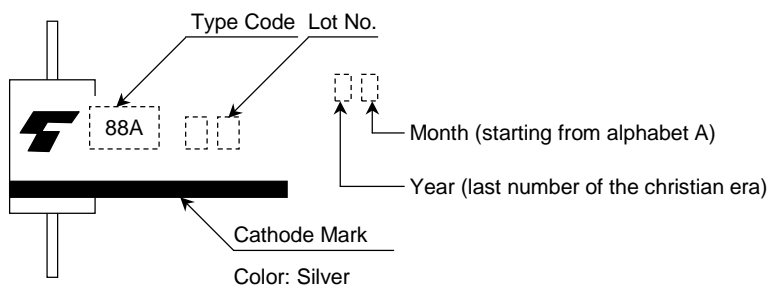 Type Code Lot No.
88A
Month (starting from alphabet A)
Year (last number of the christian era)
Cathode Mark
Color: Silver